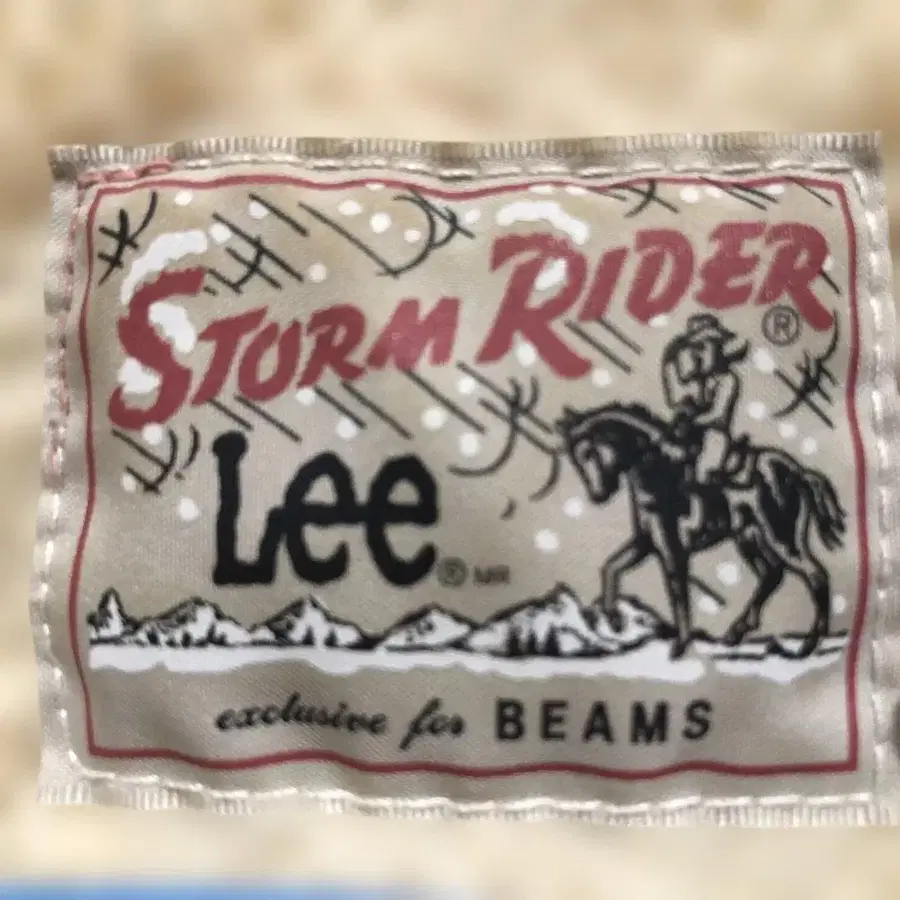 STORM RIDER ®
Lee ® MR
exclusive for BEAMS